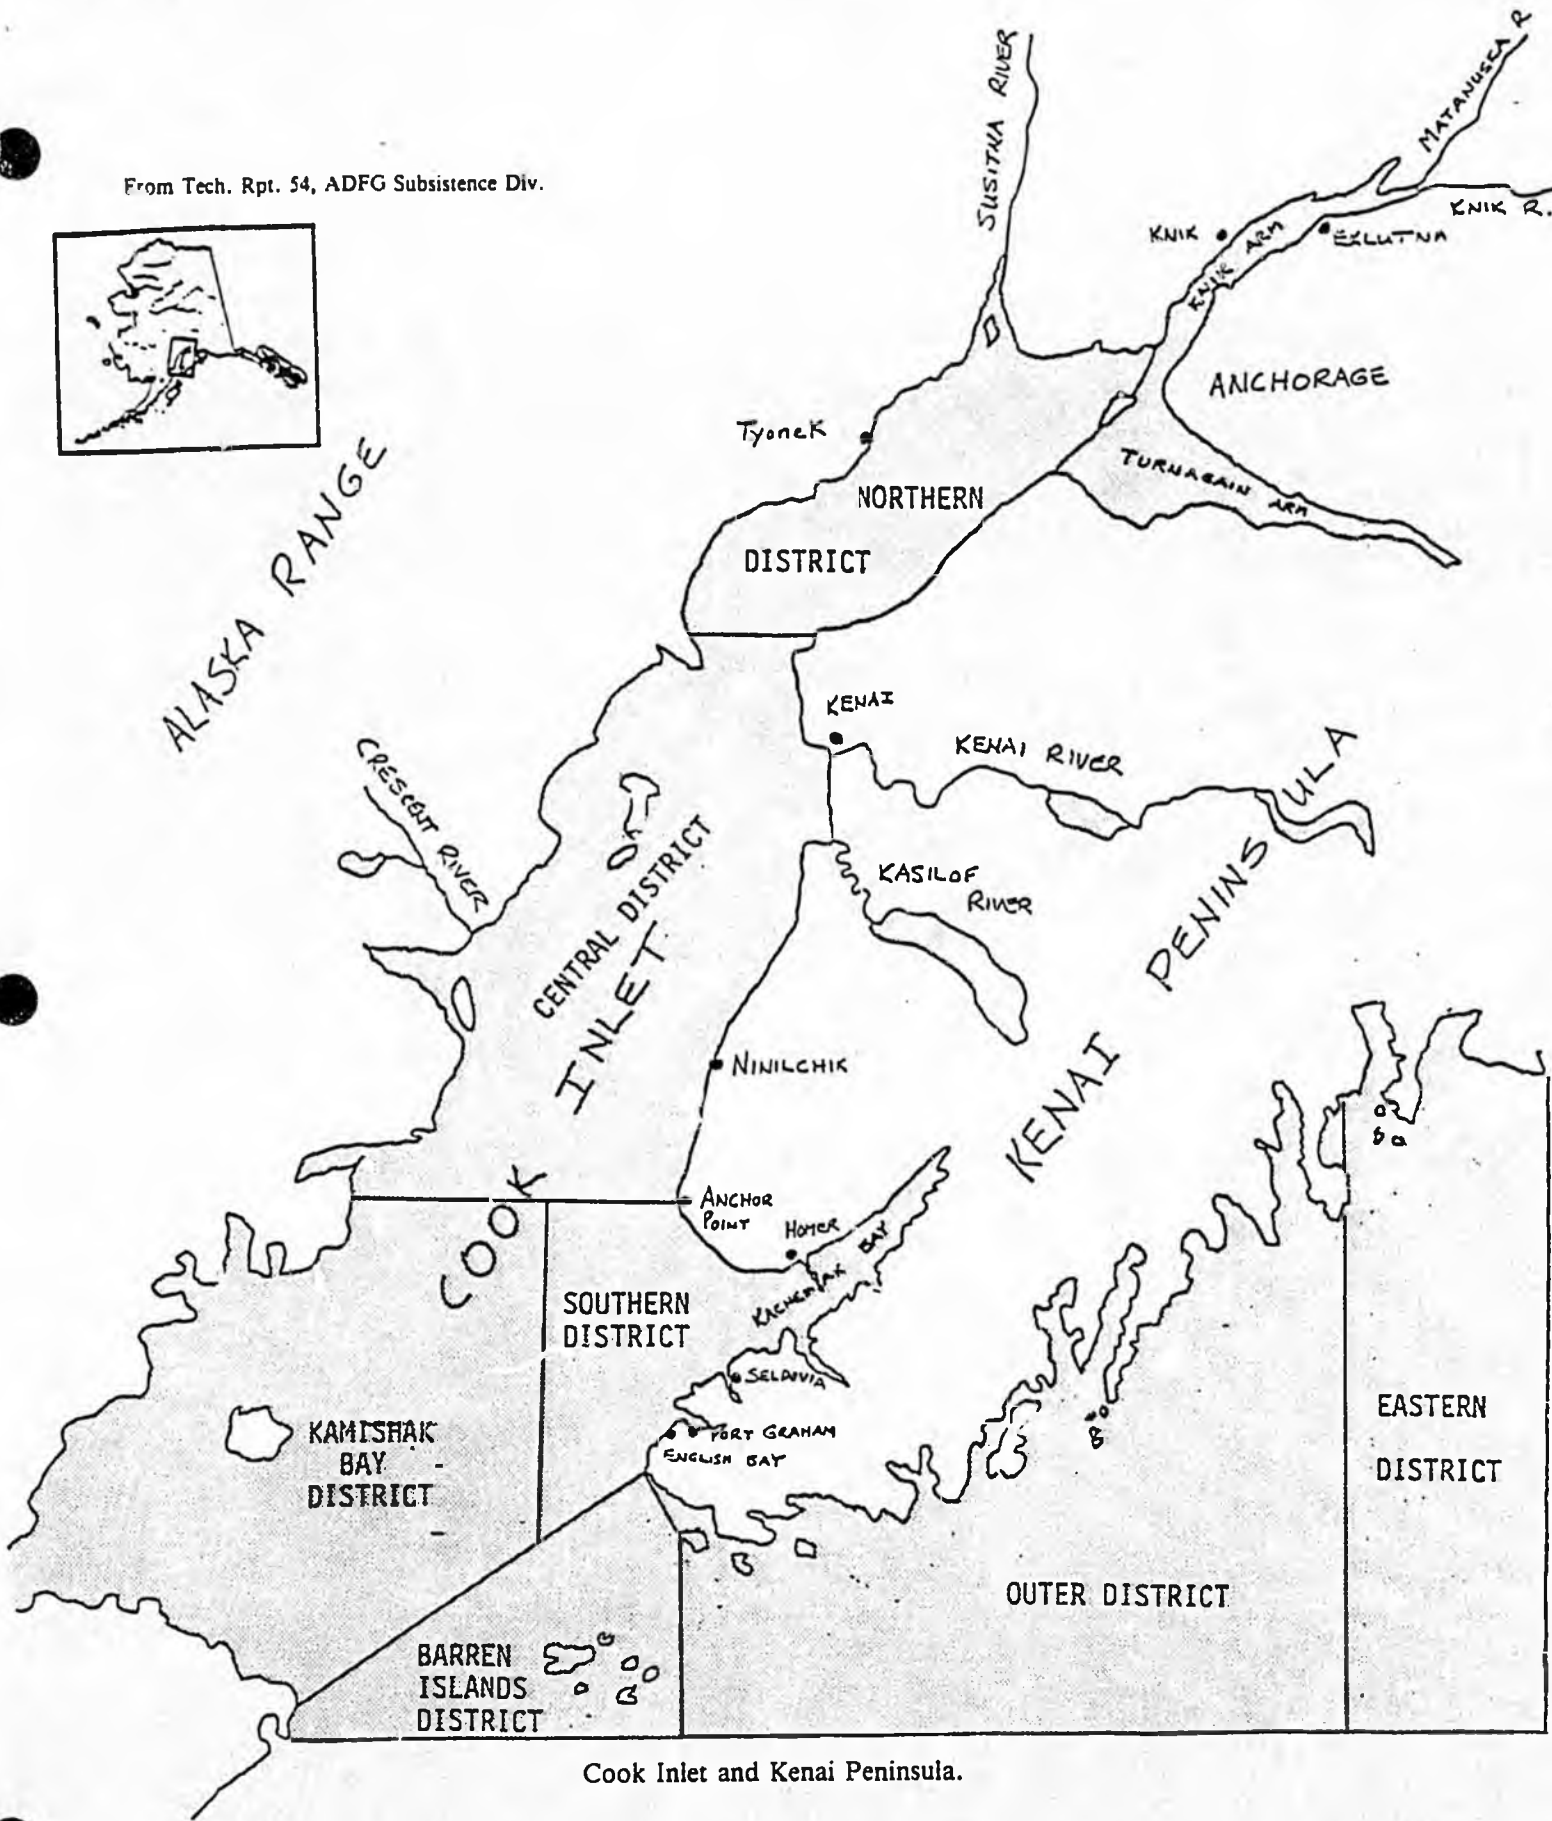 From Tech. Rpt. 54, ADFG Subsistence Div.
SUSITNA RIVER
MATANUSKA R
KNIK R.
KNIK
KNIK ARM
EKLUTNA
ANCHORAGE
Tyonek
TURNAGAIN ARM
NORTHERN
DISTRICT
ALASKA RANGE
KENAI
KENAI RIVER
CRESCENT RIVER
KASILOF
RIVER
CENTRAL DISTRICT
COOK INLET
KENAI PENINSULA
NINILCHIK
ANCHOR
POINT
HOMER
KACHEMAK BAY
SOUTHERN
DISTRICT
SELDOVIA
PORT GRAHAM
ENGLISH BAY
KAMISHAK
BAY
DISTRICT
EASTERN
DISTRICT
OUTER DISTRICT
BARREN
ISLANDS
DISTRICT
Cook Inlet and Kenai Peninsula.